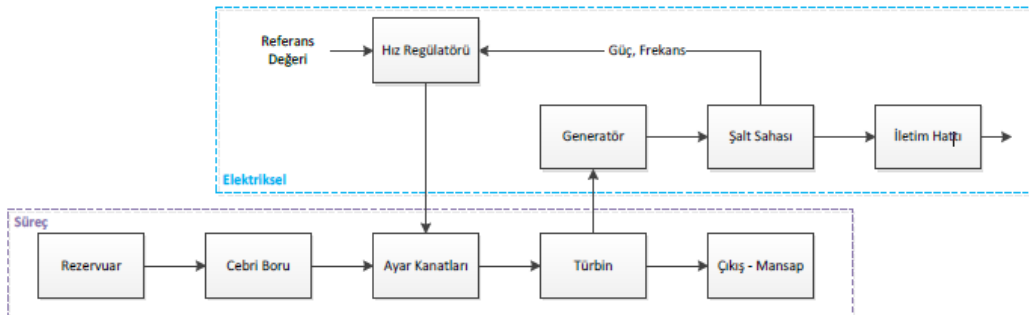 Referans
Değeri
Hız Regülatörü
Güç, Frekans
Generatör
Şalt Sahası
İletim Hattı
Elektriksel
Süreç
Rezervuar
Cebri Boru
Ayar Kanatları
Türbin
Çıkış - Mansap